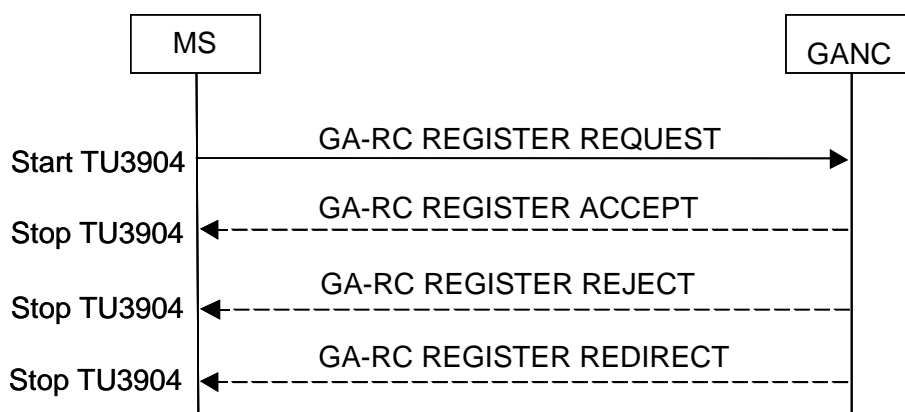 MS
GANC
GA-RC REGISTER REQUEST
Start TU3904
GA-RC REGISTER ACCEPT
Stop TU3904
GA-RC REGISTER REJECT
Stop TU3904
GA-RC REGISTER REDIRECT
Stop TU3904